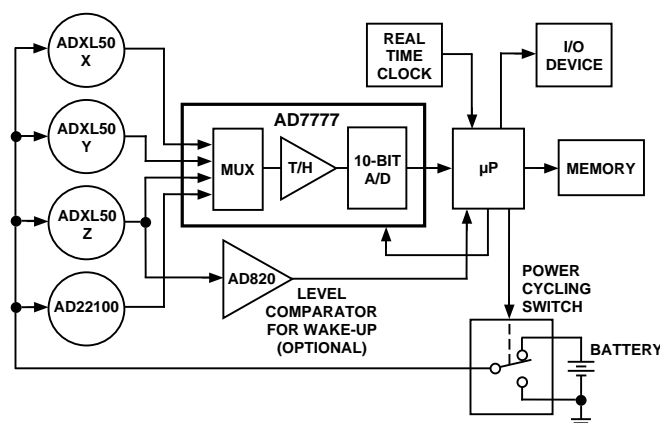 ADXL50
X
ADXL50
Y
ADXL50
Z
AD22100
AD7777
MUX
T/H
10-BIT
A/D
AD820
LEVEL
COMPARATOR
FOR WAKE-UP
(OPTIONAL)
REAL
TIME
CLOCK
µP
I/O
DEVICE
MEMORY
POWER
CYCLING
SWITCH
BATTERY